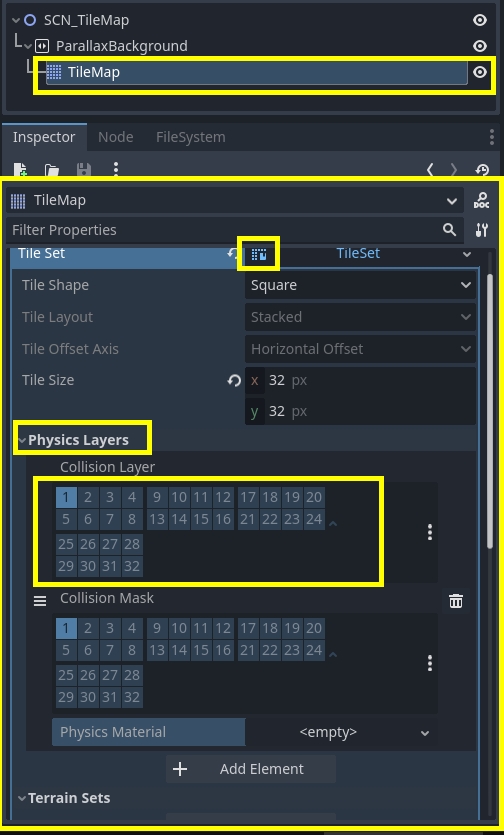 SCN_TileMap
ParallaxBackground
TileMap
Inspector Node FileSystem
TileMap
DOC
Filter Properties
Tile Set TileSet
Tile Shape Square
Tile Layout Stacked
Tile Offset Axis Horizontal Offset
Tile Size x 32 px
y 32 px
Physics Layers
Collision Layer
1 2 3 4 9 10 11 12 17 18 19 20
5 6 7 8 13 14 15 16 21 22 23 24
25 26 27 28
29 30 31 32
Collision Mask
1 2 3 4 9 10 11 12 17 18 19 20
5 6 7 8 13 14 15 16 21 22 23 24
25 26 27 28
29 30 31 32
Physics Material <empty>
Add Element
Terrain Sets